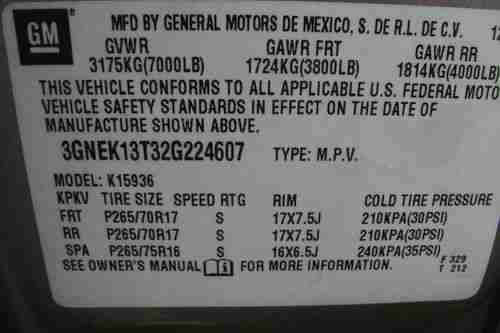 GM
MFD BY GENERAL MOTORS DE MEXICO, S. DE R.L. DE C.V. 12
GVWR GAWR FRT GAWR RR
3175KG(7000LB) 1724KG(3800LB) 1814KG(4000LB)
THIS VEHICLE CONFORMS TO ALL APPLICABLE U.S. FEDERAL MOTO
VEHICLE SAFETY STANDARDS IN EFFECT ON THE DATE OF
MANUFACTURE SHOWN ABOVE.
3GNEK13T32G224607 TYPE: M.P.V.
MODEL: K15936
KPKV TIRE SIZE SPEED RTG RIM COLD TIRE PRESSURE
FRT P265/70R17 S 17X7.5J 210KPA(30PSI)
RR P265/70R17 S 17X7.5J 210KPA(30PSI)
SPA P265/75R16 S 16X6.5J 240KPA(35PSI)
SEE OWNER'S MANUAL FOR MORE INFORMATION.
F 329
T 212